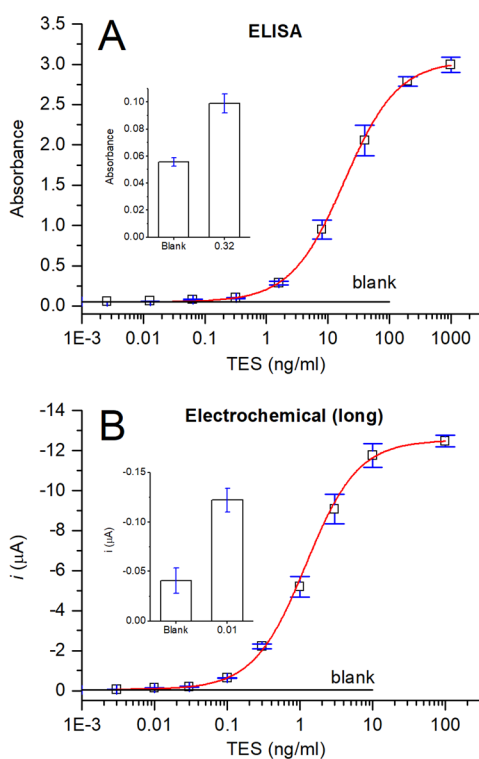 A
ELISA
Absorbance
3.5
3.0
2.5
2.0
1.5
1.0
0.5
0.0
Absorbance
0.10
0.08
0.06
0.04
0.02
0.00
Blank 0.32
blank
1E-3 0.01 0.1 1 10 100 1000
TES (ng/ml)
B
Electrochemical (long)
i (μA)
-14
-12
-10
-8
-6
-4
-2
0
i (μA)
-0.15
-0.10
-0.05
0.00
Blank 0.01
blank
1E-3 0.01 0.1 1 10 100
TES (ng/ml)